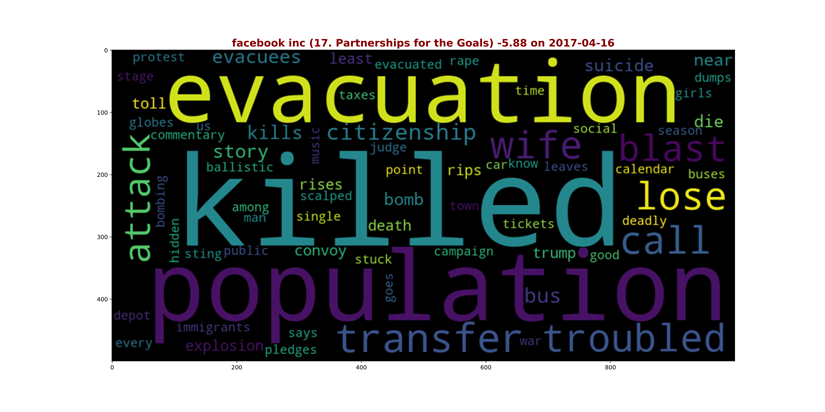 facebook inc (17. Partnerships for the Goals) -5.88 on 2017-04-16
0
100
200
300
400
0
200
400
600
800
protest evacuees least evacuated rape suicide near
stage evacuation dumps
toll taxes time girls
globes us kills music citizenship social season die
commentary judge wife blast
attack story ballistic point rips car know leaves calendar buses
bombing killed rises scalped bomb town lose
among man single death tickets deadly
hidden sting public convoy stuck campaign trump good call
population goes bus
depot immigrants says transfer war troubled
every explosion pledges